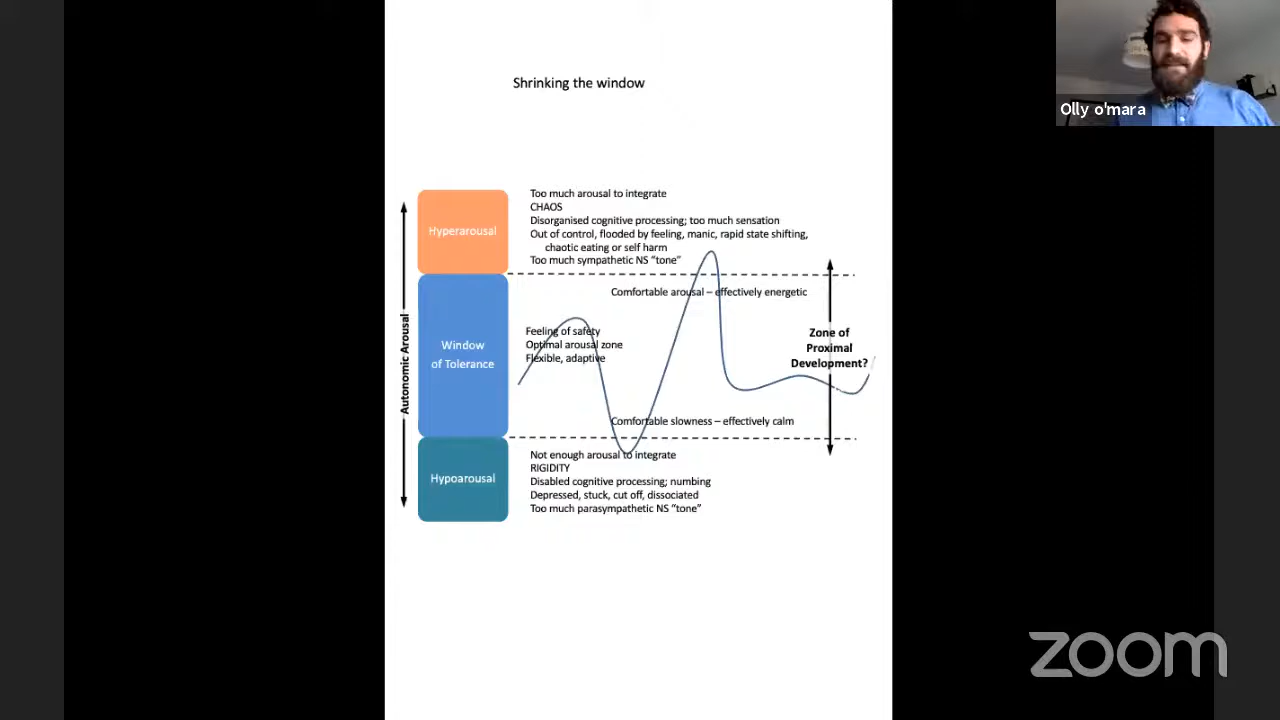 Shrinking the window
Olly o'mara
Autonomic Arousal
Hyperarousal
Too much arousal to integrate
CHAOS
Disorganised cognitive processing; too much sensation
Out of control, flooded by feeling, manic, rapid state shifting,
chaotic eating or self harm
Too much sympathetic NS “tone”
Window
of Tolerance
Comfortable arousal – effectively energetic
Feeling of safety
Optimal arousal zone
Flexible, adaptive
Zone of
Proximal
Development?
Comfortable slowness – effectively calm
Hypoarousal
Not enough arousal to integrate
RIGIDITY
Disabled cognitive processing; numbing
Depressed, stuck, cut off, dissociated
Too much parasympathetic NS “tone”
zoom